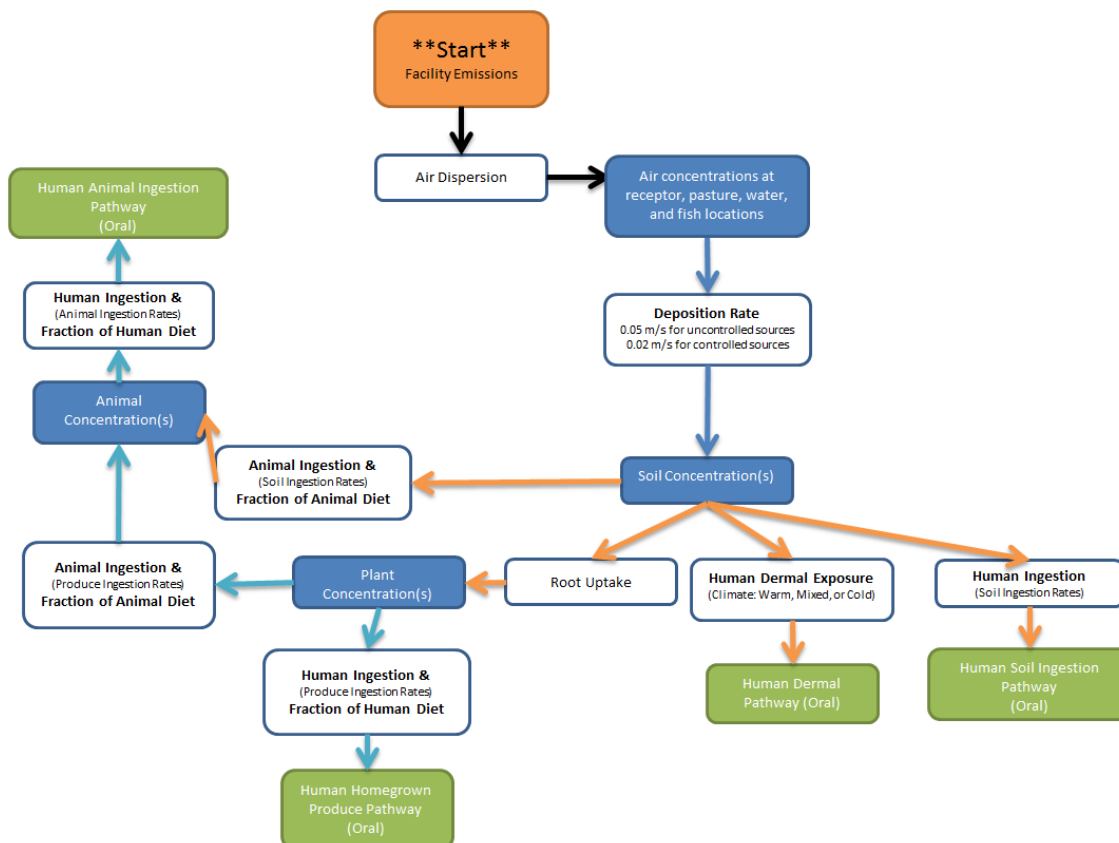 **Start**
Facility Emissions
Air Dispersion
Air concentrations at
receptor, pasture, water,
and fish locations
Human Animal Ingestion
Pathway
(Oral)
Human Ingestion &
(Animal Ingestion Rates)
Fraction of Human Diet
Deposition Rate
0.05 m/s for uncontrolled sources
0.02 m/s for controlled sources
Animal
Concentration(s)
Animal Ingestion &
(Soil Ingestion Rates)
Fraction of Animal Diet
Soil Concentration(s)
Animal Ingestion &
(Produce Ingestion Rates)
Fraction of Animal Diet
Plant
Concentration(s)
Root Uptake
Human Dermal Exposure
(Climate: Warm, Mixed, or Cold)
Human Ingestion
(Soil Ingestion Rates)
Human Ingestion &
(Produce Ingestion Rates)
Fraction of Human Diet
Human Dermal
Pathway (Oral)
Human Soil Ingestion
Pathway
(Oral)
Human Homegrown
Produce Pathway
(Oral)